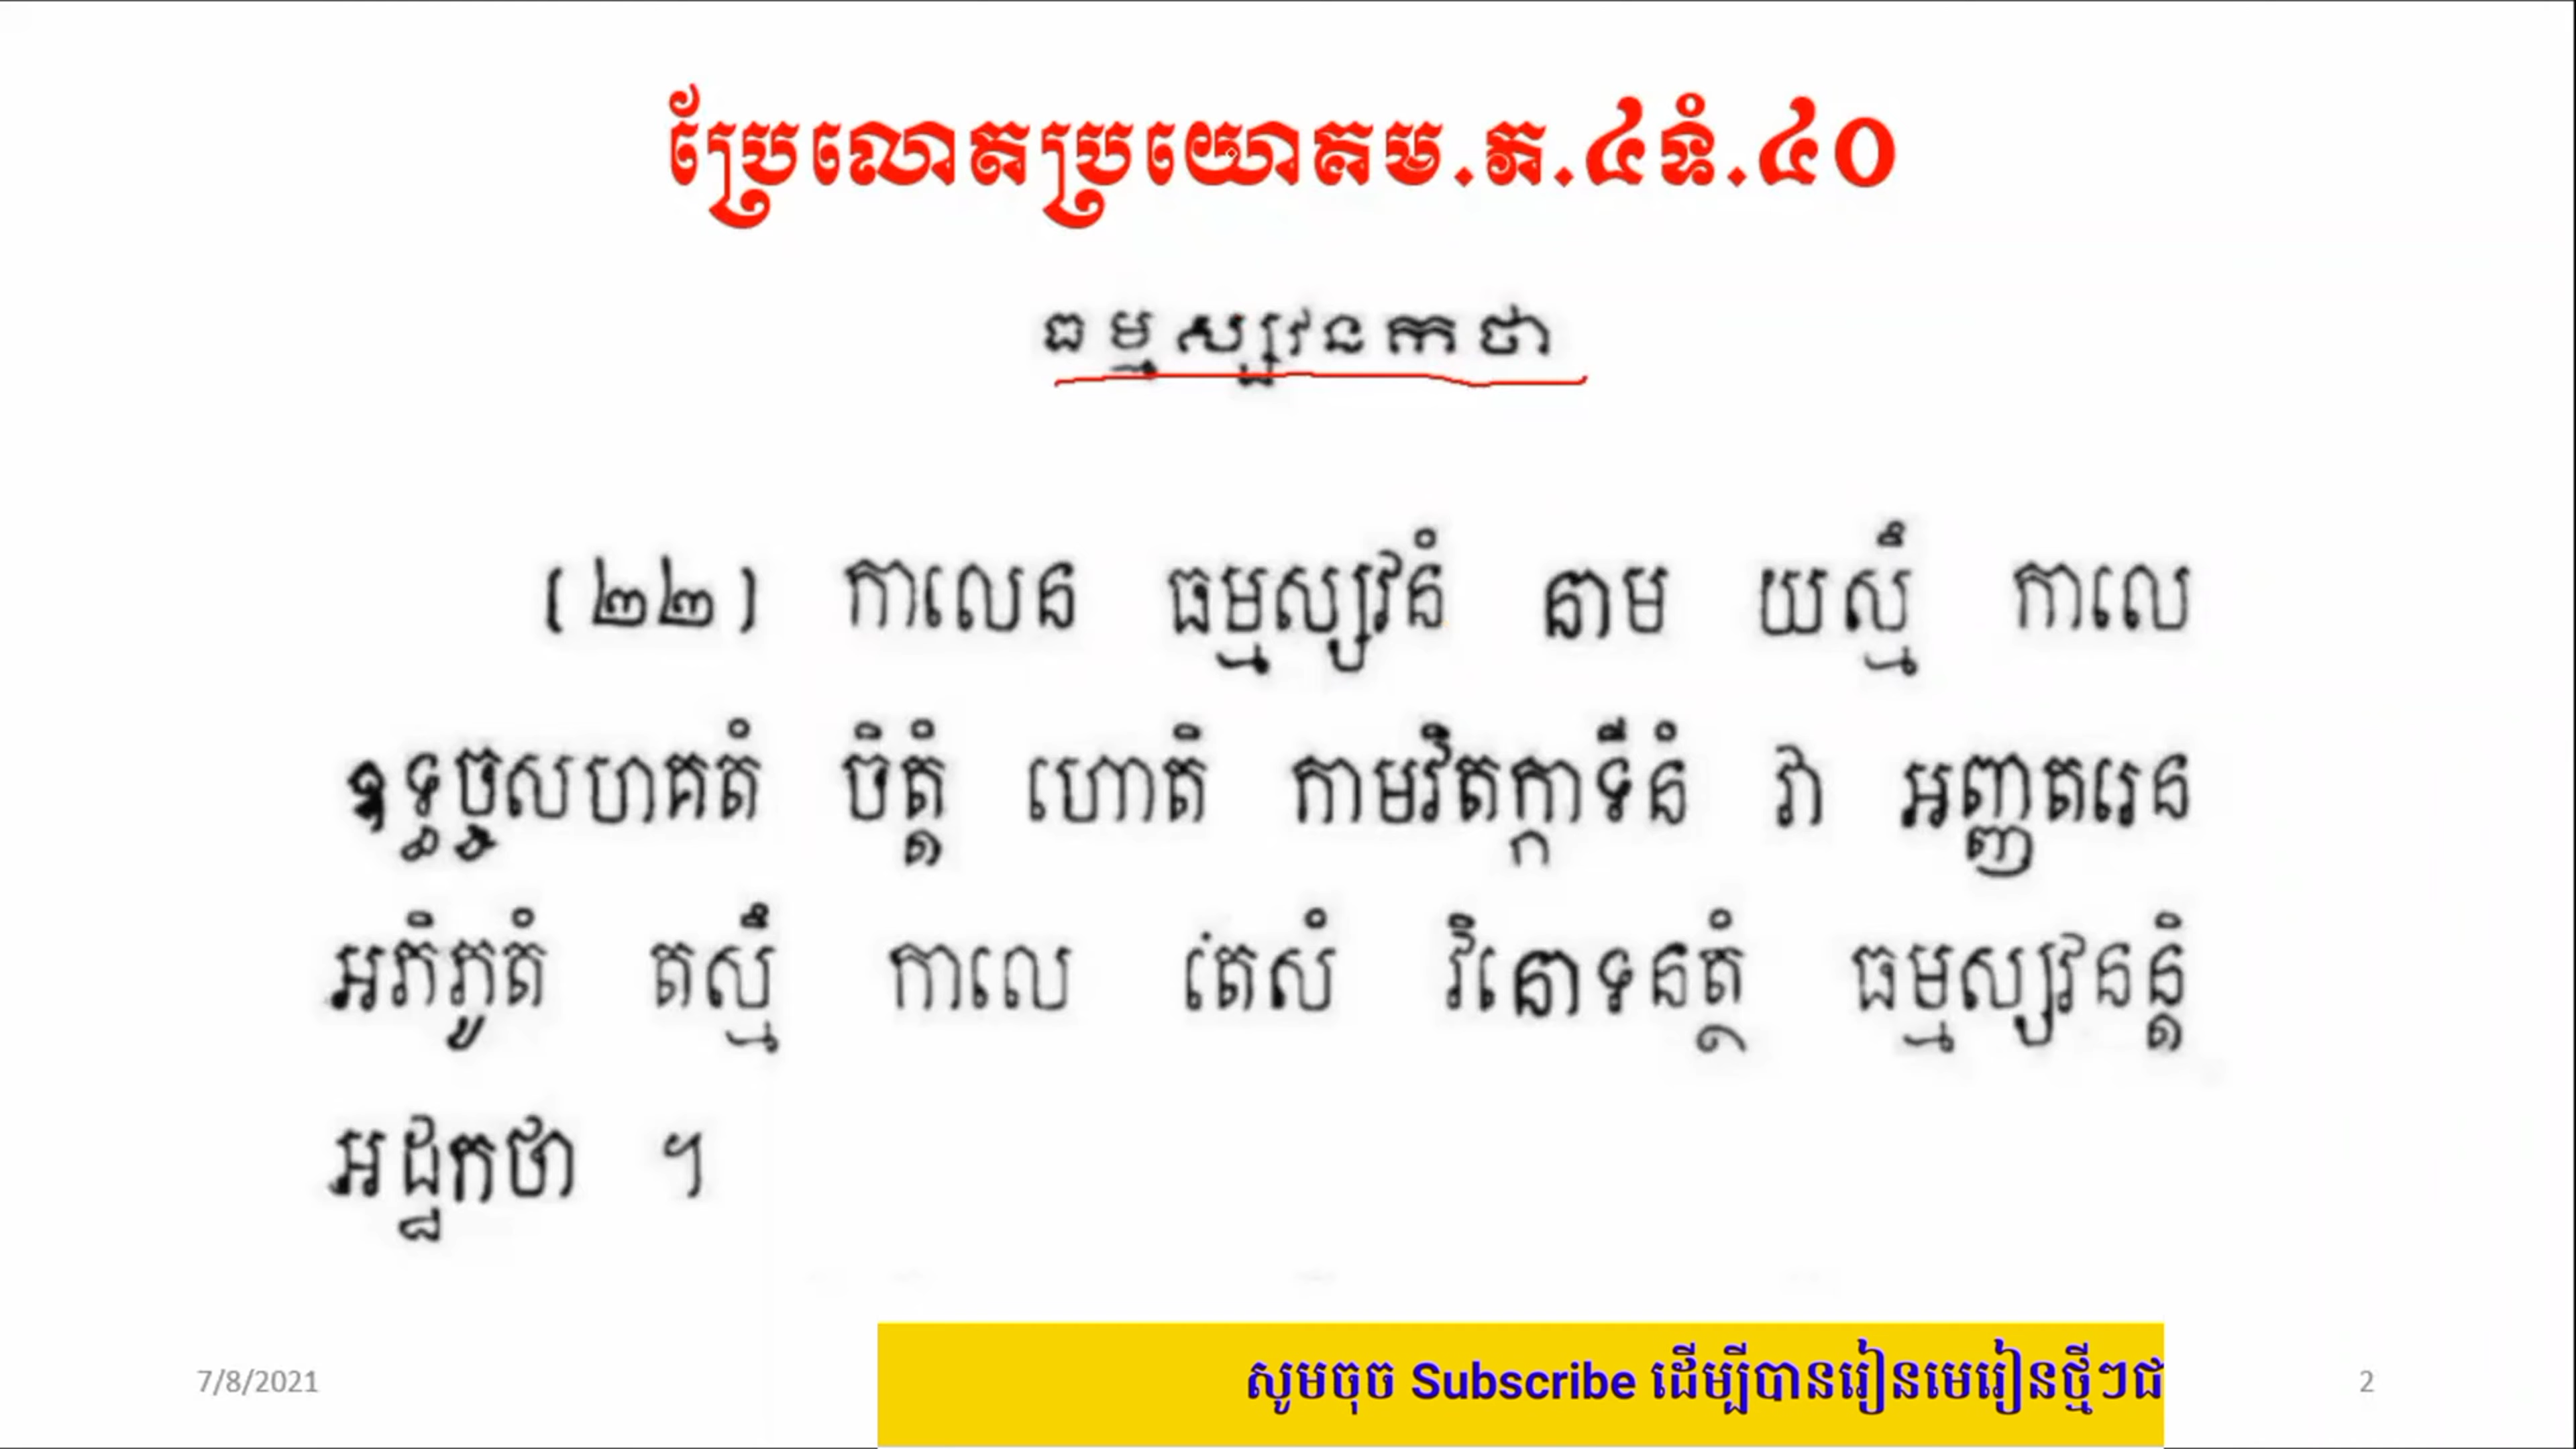 ប្រែលោតប្រយោគម.ភ.៤ទំ.៤០
ធម្មស្សវនកថា
(២២) កាលេន ធម្មស្សវនំ នាម យស្មឹ កាលេ
ឧទ្ធច្ចសហគតំ ចិត្តំ ហោតិ កាមវិតក្កាទីនំ វា អញ្ញតរេន
អភិភូតំ តស្មឹ កាលេ តេសំ វិនោទនត្ថំ ធម្មស្សវនន្តិ
អដ្ឋកថា ។
7/8/2021
សូមចុច Subscribe ដើម្បីបានរៀនមេរៀនថ្មីៗជ
2